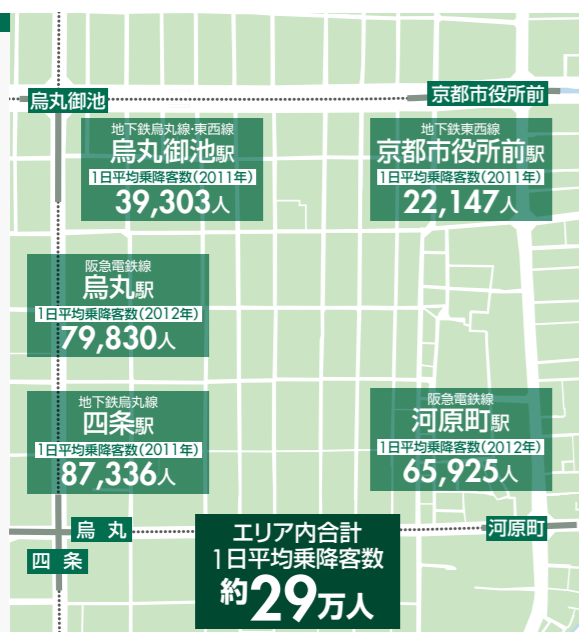 烏丸御池
京都市役所前
地下鉄烏丸線・東西線
烏丸御池駅
1日平均乗降客数(2011年)
39,303人
地下鉄東西線
京都市役所前駅
1日平均乗降客数(2011年)
22,147人
阪急電鉄線
烏丸駅
1日平均乗降客数(2012年)
79,830人
地下鉄烏丸線
四条駅
1日平均乗降客数(2011年)
87,336人
阪急電鉄線
河原町駅
1日平均乗降客数(2012年)
65,925人
烏丸
河原町
四条
エリア内合計
1日平均乗降客数
約29万人